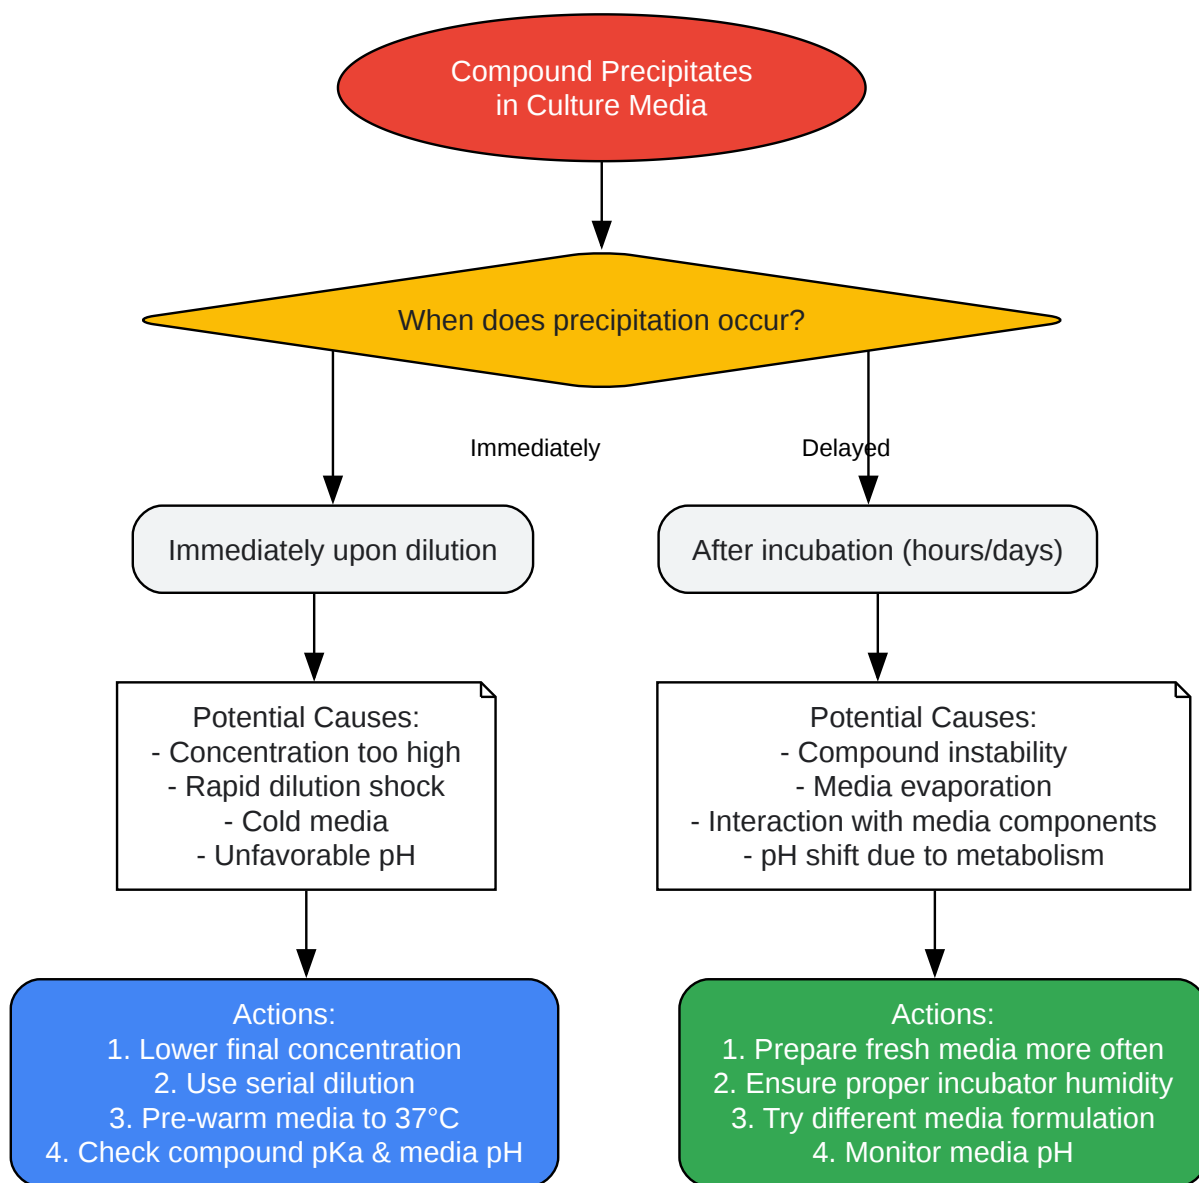 Compound Precipitates
in Culture Media
When does precipitation occur?
Immediately
Delayed
Immediately upon dilution
After incubation (hours/days)
Potential Causes:
- Concentration too high
- Rapid dilution shock
- Cold media
- Unfavorable pH
Potential Causes:
- Compound instability
- Media evaporation
- Interaction with media components
- pH shift due to metabolism
Actions:
1. Lower final concentration
2. Use serial dilution
3. Pre-warm media to 37°C
4. Check compound pKa & media pH
Actions:
1. Prepare fresh media more often
2. Ensure proper incubator humidity
3. Try different media formulation
4. Monitor media pH